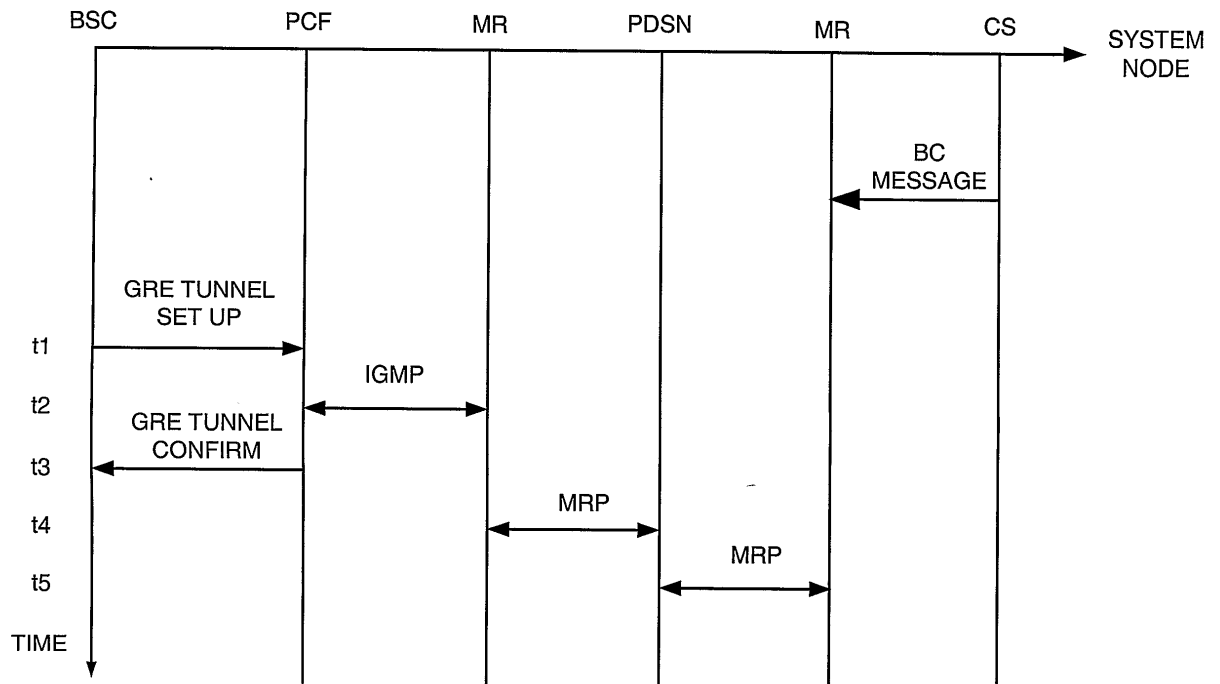 BSC
PCF
MR
PDSN
MR
CS
SYSTEM
NODE
BC
MESSAGE
GRE TUNNEL
SET UP
t1
IGMP
t2
GRE TUNNEL
CONFIRM
t3
MRP
t4
MRP
t5
TIME